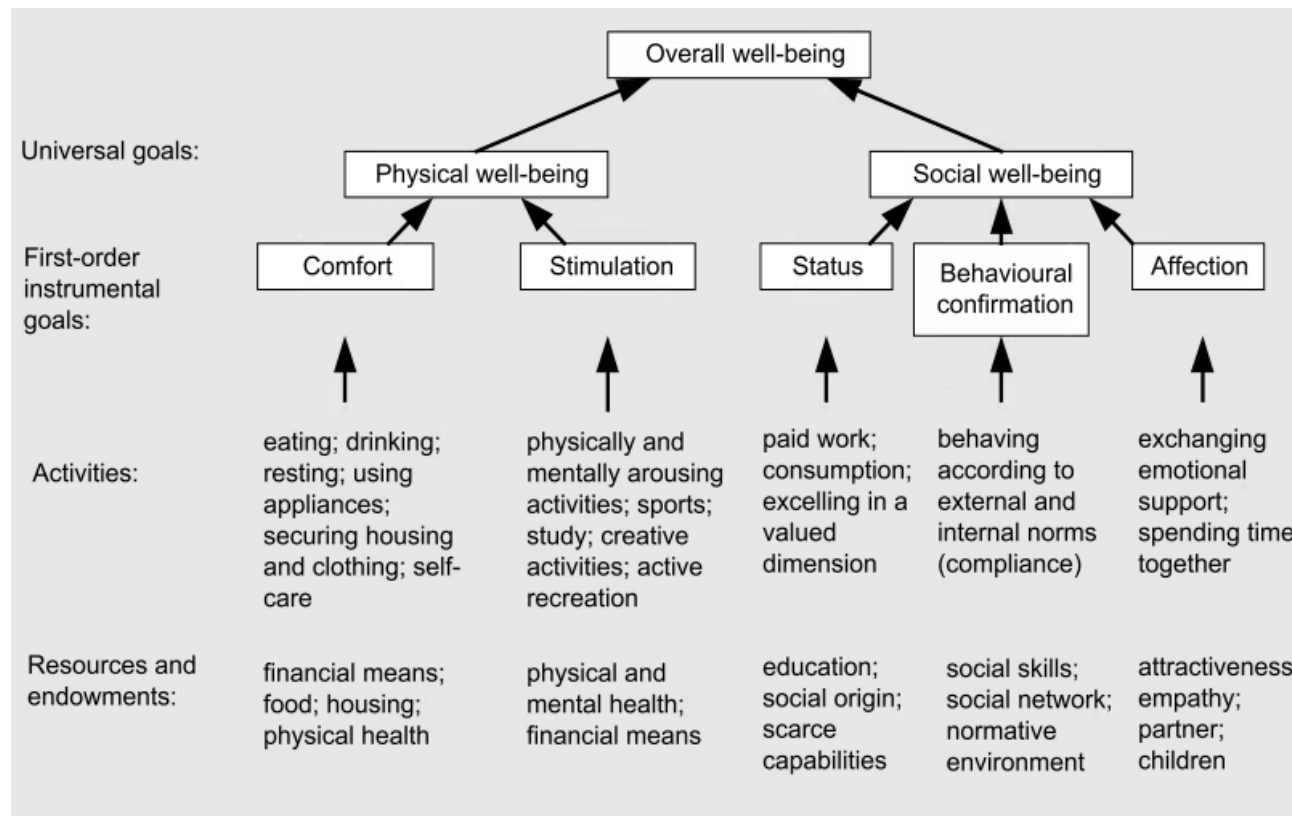 Overall well-being
Universal goals:
Physical well-being
Social well-being
First-order
instrumental
goals:
Comfort
Stimulation
Status
Behavioural
confirmation
Affection
Activities:
eating; drinking;
resting; using
appliances;
securing housing
and clothing; self-
care
physically and
mentally arousing
activities; sports;
study; creative
activities; active
recreation
paid work;
consumption;
excelling in a
valued
dimension
behaving
according to
external and
internal norms
(compliance)
exchanging
emotional
support;
spending time
together
Resources and
endowments:
financial means;
food; housing;
physical health
physical and
mental health;
financial means
education;
social origin;
scarce
capabilities
social skills;
social network;
normative
environment
attractiveness
empathy;
partner;
children